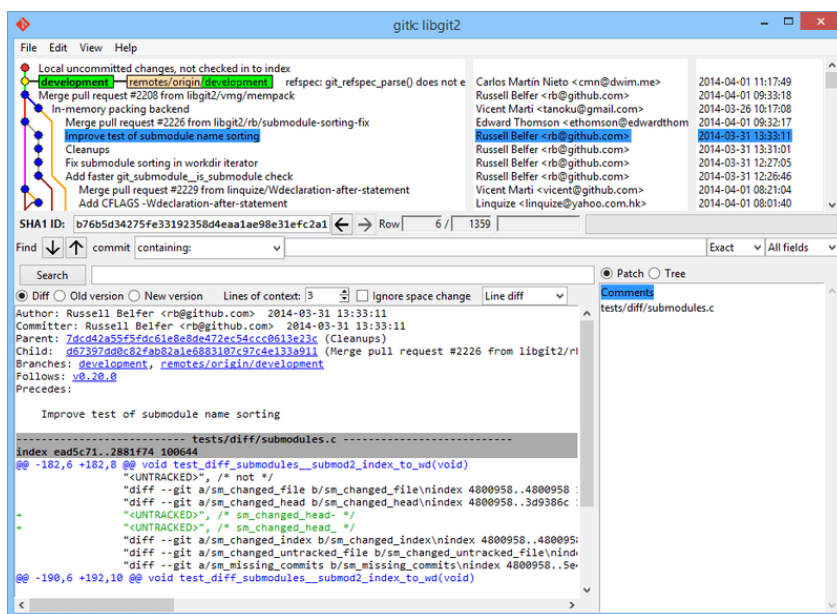 gitk: libgit2
File Edit View Help
Local uncommitted changes, not checked in to index
development remotes/origin/development refspec: git_refspec_parse() does not e Carlos Martín Nieto <cmn@dwim.me> 2014-04-01 11:17:49
Merge pull request #2208 from libgit2/vmg/mempack Russell Belfer <rb@github.com> 2014-04-01 09:33:18
In-memory packing backend Vicent Marti <tanoku@gmail.com> 2014-03-26 10:17:08
Merge pull request #2226 from libgit2/rb/submodule-sorting-fix Edward Thomson <ethomson@edwardthom 2014-04-01 09:32:17
Improve test of submodule name sorting Russell Belfer <rb@github.com> 2014-03-31 13:33:11
Cleanups Russell Belfer <rb@github.com> 2014-03-31 13:31:01
Fix submodule sorting in workdir iterator Russell Belfer <rb@github.com> 2014-03-31 12:27:05
Add faster git_submodule__is_submodule check Russell Belfer <rb@github.com> 2014-03-31 12:26:46
Merge pull request #2229 from linquize/Wdeclaration-after-statement Vicent Marti <vicent@github.com> 2014-04-01 08:21:04
Add CFLAGS -Wdeclaration-after-statement Linquize <linquize@yahoo.com.hk> 2014-04-01 08:01:40
SHA1 ID: b76b5d34275fe33192358d4eaa1ae98e31efc2a1 Row 6 / 1359
Find commit containing: Exact All fields
Search Patch Tree
Diff Old version New version Lines of context: 3 Ignore space change Line diff
Comments
tests/diff/submodules.c
Author: Russell Belfer <rb@github.com> 2014-03-31 13:33:11
Committer: Russell Belfer <rb@github.com> 2014-03-31 13:33:11
Parent: 7dcd42a55f5fdc61e8e8de472ec54ccc0613e23c (Cleanups)
Child: d67397dd0c82fab82a1e6883107c97c4e133a911 (Merge pull request #2226 from libgit2/rl
Branches: development, remotes/origin/development
Follows: v0.20.0
Precedes:
Improve test of submodule name sorting
---------------------------- tests/diff/submodules.c ----------------------------
index ead5c71..2881f74 100644
@@ -182,6 +182,8 @@ void test_diff_submodules__submod2_index_to_wd(void)
"<UNTRACKED>", /* not */
"diff --git a/sm_changed_file b/sm_changed_file\nindex 4800958..4800958
"diff --git a/sm_changed_head b/sm_changed_head\nindex 4800958..3d9386c
+ "<UNTRACKED>", /* sm_changed_head- */
+ "<UNTRACKED>", /* sm_changed_head_ */
"diff --git a/sm_changed_index b/sm_changed_index\nindex 4800958..4800958
"diff --git a/sm_changed_untracked_file b/sm_changed_untracked_file\nind
"diff --git a/sm_missing_commits b/sm_missing_commits\nindex 4800958..5e
@@ -190,6 +192,10 @@ void test_diff_submodules__submod2_index_to_wd(void)